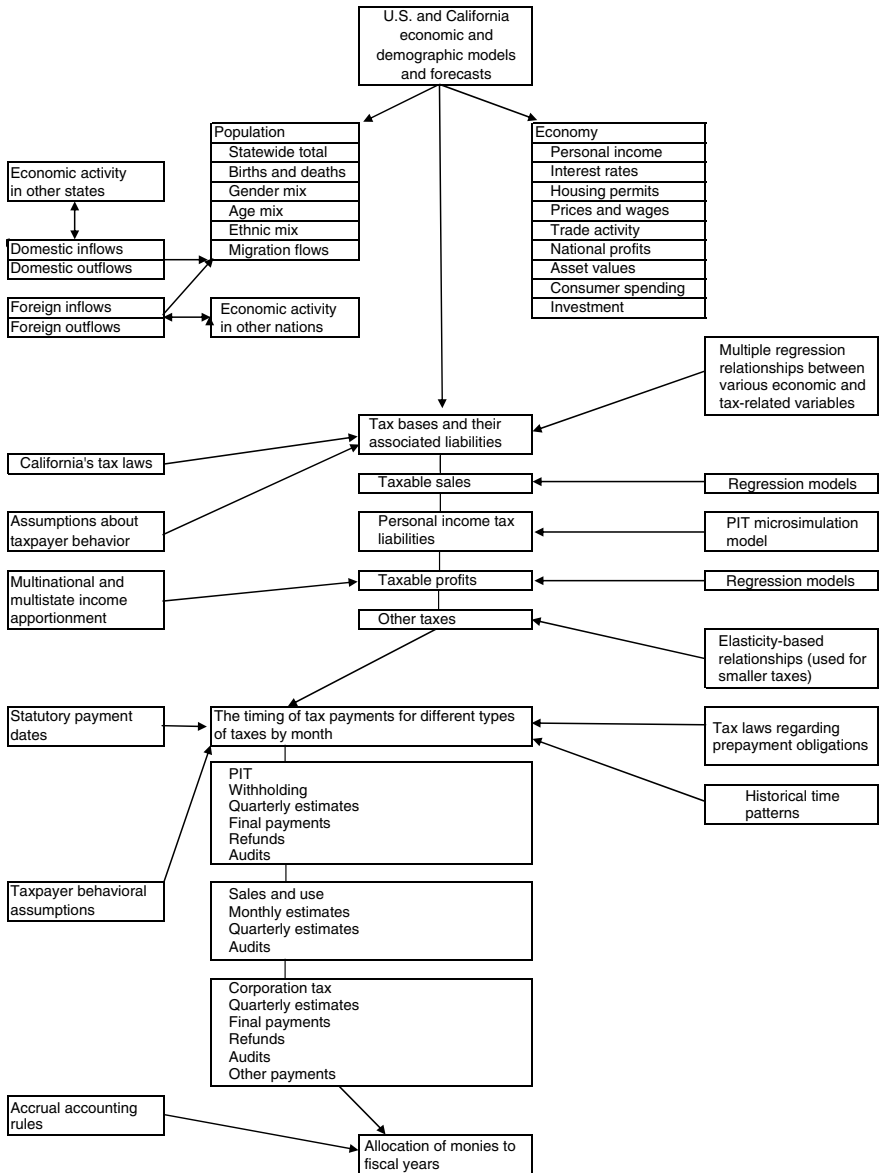 U.S. and California
economic and
demographic models
and forecasts
Population
Statewide total
Births and deaths
Gender mix
Age mix
Ethnic mix
Migration flows
Economy
Personal income
Interest rates
Housing permits
Prices and wages
Trade activity
National profits
Asset values
Consumer spending
Investment
Economic activity
in other states
Domestic inflows
Domestic outflows
Foreign inflows
Foreign outflows
Economic activity
in other nations
Multiple regression
relationships between
various economic and
tax-related variables
Tax bases and their
associated liabilities
California's tax laws
Taxable sales
Regression models
Assumptions about
taxpayer behavior
Personal income tax
liabilities
PIT microsimulation
model
Multinational and
multistate income
apportionment
Taxable profits
Regression models
Other taxes
Elasticity-based
relationships (used for
smaller taxes)
Statutory payment
dates
The timing of tax payments for different types
of taxes by month
Tax laws regarding
prepayment obligations
Historical time
patterns
PIT
Withholding
Quarterly estimates
Final payments
Refunds
Audits
Taxpayer behavioral
assumptions
Sales and use
Monthly estimates
Quarterly estimates
Audits
Corporation tax
Quarterly estimates
Final payments
Refunds
Audits
Other payments
Accrual accounting
rules
Allocation of monies to
fiscal years